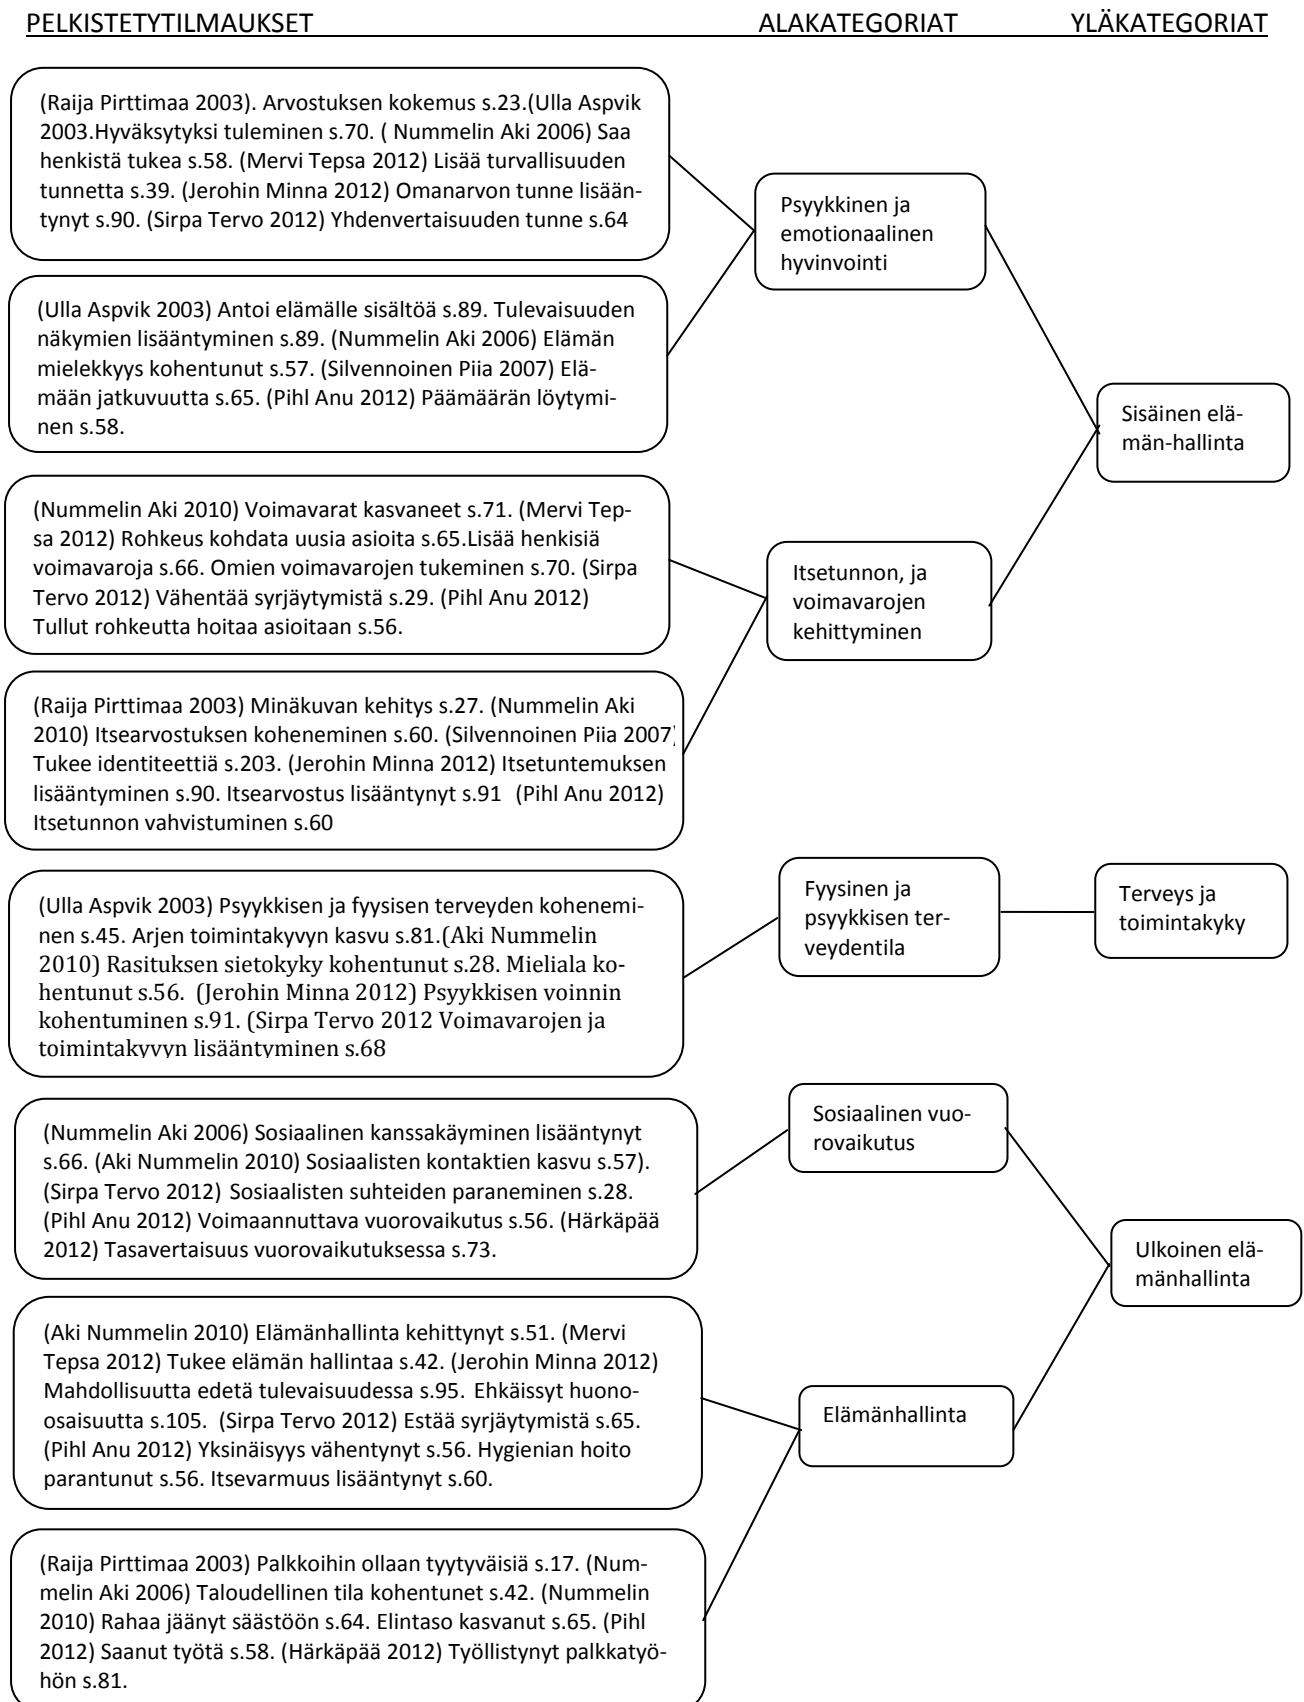 PELKISTETYTILMAUKSET ALAKATEGORIAT YLÄKATEGORIAT
(Raija Pirttimaa 2003). Arvostuksen kokemus s.23.(Ulla Aspvik
2003.Hyväksytyksi tuleminen s.70. ( Nummelin Aki 2006) Saa
henkistä tukea s.58. (Mervi Tepsa 2012) Lisää turvallisuuden
tunnetta s.39. (Jerohin Minna 2012) Omanarvon tunne lisään-
tynyt s.90. (Sirpa Tervo 2012) Yhdenvertaisuuden tunne s.64
(Ulla Aspvik 2003) Antoi elämälle sisältöä s.89. Tulevaisuuden
näkymien lisääntyminen s.89. (Nummelin Aki 2006) Elämän
mielekkyys kohentunut s.57. (Silvennoinen Piia 2007) Elä-
mään jatkuvuutta s.65. (Pihl Anu 2012) Päämäärän löytymi-
nen s.58.
Psyykkinen ja
emotionaalinen
hyvinvointi
(Nummelin Aki 2010) Voimavarat kasvaneet s.71. (Mervi Tep-
sa 2012) Rohkeus kohdata uusia asioita s.65.Lisää henkisiä
voimavaroja s.66. Omien voimavarojen tukeminen s.70. (Sirpa
Tervo 2012) Vähentää syrjäytymistä s.29. (Pihl Anu 2012)
Tullut rohkeutta hoitaa asioitaan s.56.
(Raija Pirttimaa 2003) Minäkuvan kehitys s.27. (Nummelin Aki
2010) Itsearvostuksen koheneminen s.60. (Silvennoinen Piia 2007)
Tukee identiteettiä s.203. (Jerohin Minna 2012) Itsetuntemuksen
lisääntyminen s.90. Itsearvostus lisääntynyt s.91 (Pihl Anu 2012)
Itsetunnon vahvistuminen s.60
Itsetunnon, ja
voimavarojen
kehittyminen
Sisäinen elä-
män-hallinta
(Ulla Aspvik 2003) Psyykkisen ja fyysisen terveyden kohenemi-
nen s.45. Arjen toimintakyvyn kasvu s.81.(Aki Nummelin
2010) Rasituksen sietokyky kohentunut s.28. Mieliala ko-
hentunut s.56. (Jerohin Minna 2012) Psyykkisen voinnin
kohentuminen s.91. (Sirpa Tervo 2012 Voimavarojen ja
toimintakyvyn lisääntyminen s.68
Fyysinen ja
psyykkisen ter-
veydentila
Terveys ja
toimintakyky
(Nummelin Aki 2006) Sosiaalinen kanssakäyminen lisääntynyt
s.66. (Aki Nummelin 2010) Sosiaalisten kontaktien kasvu s.57).
(Sirpa Tervo 2012) Sosiaalisten suhteiden paraneminen s.28.
(Pihl Anu 2012) Voimaannuttava vuorovaikutus s.56. (Härkäpää
2012) Tasavertaisuus vuorovaikutuksessa s.73.
Sosiaalinen vuo-
rovaikutus
(Aki Nummelin 2010) Elämänhallinta kehittynyt s.51. (Mervi
Tepsa 2012) Tukee elämän hallintaa s.42. (Jerohin Minna 2012)
Mahdollisuutta edetä tulevaisuudessa s.95. Ehkäissyt huono-
osaisuutta s.105. (Sirpa Tervo 2012) Estää syrjäytymistä s.65.
(Pihl Anu 2012) Yksinäisyys vähentynyt s.56. Hygienian hoito
parantunut s.56. Itsevarmuus lisääntynyt s.60.
(Raija Pirttimaa 2003) Palkkoihin ollaan tyytyväisiä s.17. (Num-
melin Aki 2006) Taloudellinen tila kohentunet s.42. (Nummelin
2010) Rahaa jäänyt säästöön s.64. Elintaso kasvanut s.65. (Pihl
2012) Saanut työtä s.58. (Härkäpää 2012) Työllistynyt palkkatyö-
hön s.81.
Elämänhallinta
Ulkoinen elä-
mänhallinta